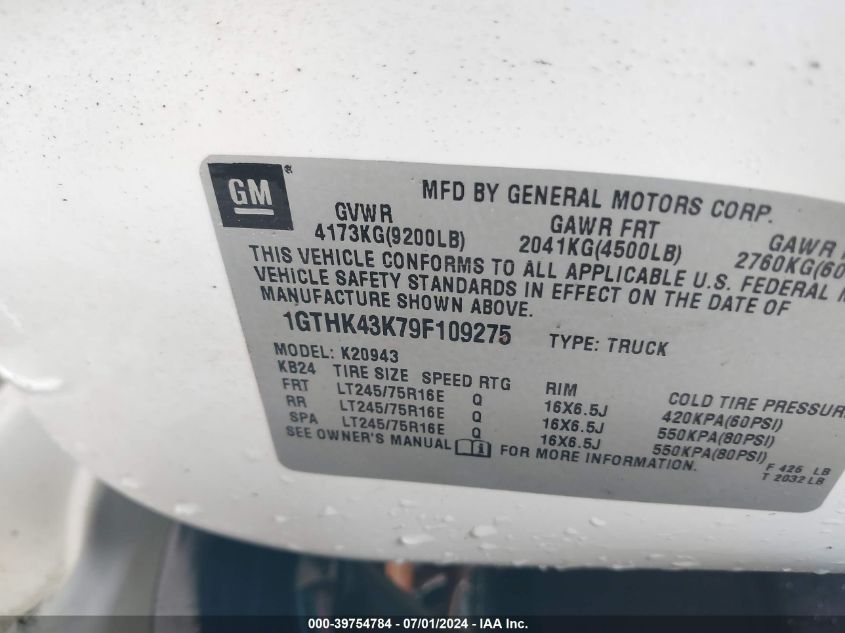 GM
MFD BY GENERAL MOTORS CORP.
GVWR GAWR FRT GAWR
4173KG(9200LB) 2041KG(4500LB) 2760KG(60
THIS VEHICLE CONFORMS TO ALL APPLICABLE U.S. FEDERAL
VEHICLE SAFETY STANDARDS IN EFFECT ON THE DATE OF
MANUFACTURE SHOWN ABOVE.
1GTHK43K79F109275 TYPE: TRUCK
MODEL: K20943
KB24 TIRE SIZE SPEED RTG RIM COLD TIRE PRESSURE
FRT LT245/75R16E Q 16X6.5J 420KPA(60PSI)
RR LT245/75R16E Q 16X6.5J 550KPA(80PSI)
SPA LT245/75R16E Q 16X6.5J 550KPA(80PSI)
SEE OWNER'S MANUAL FOR MORE INFORMATION.
F 426 LB
T 2032 LB
000-39754784 - 07/01/2024 - IAA Inc.